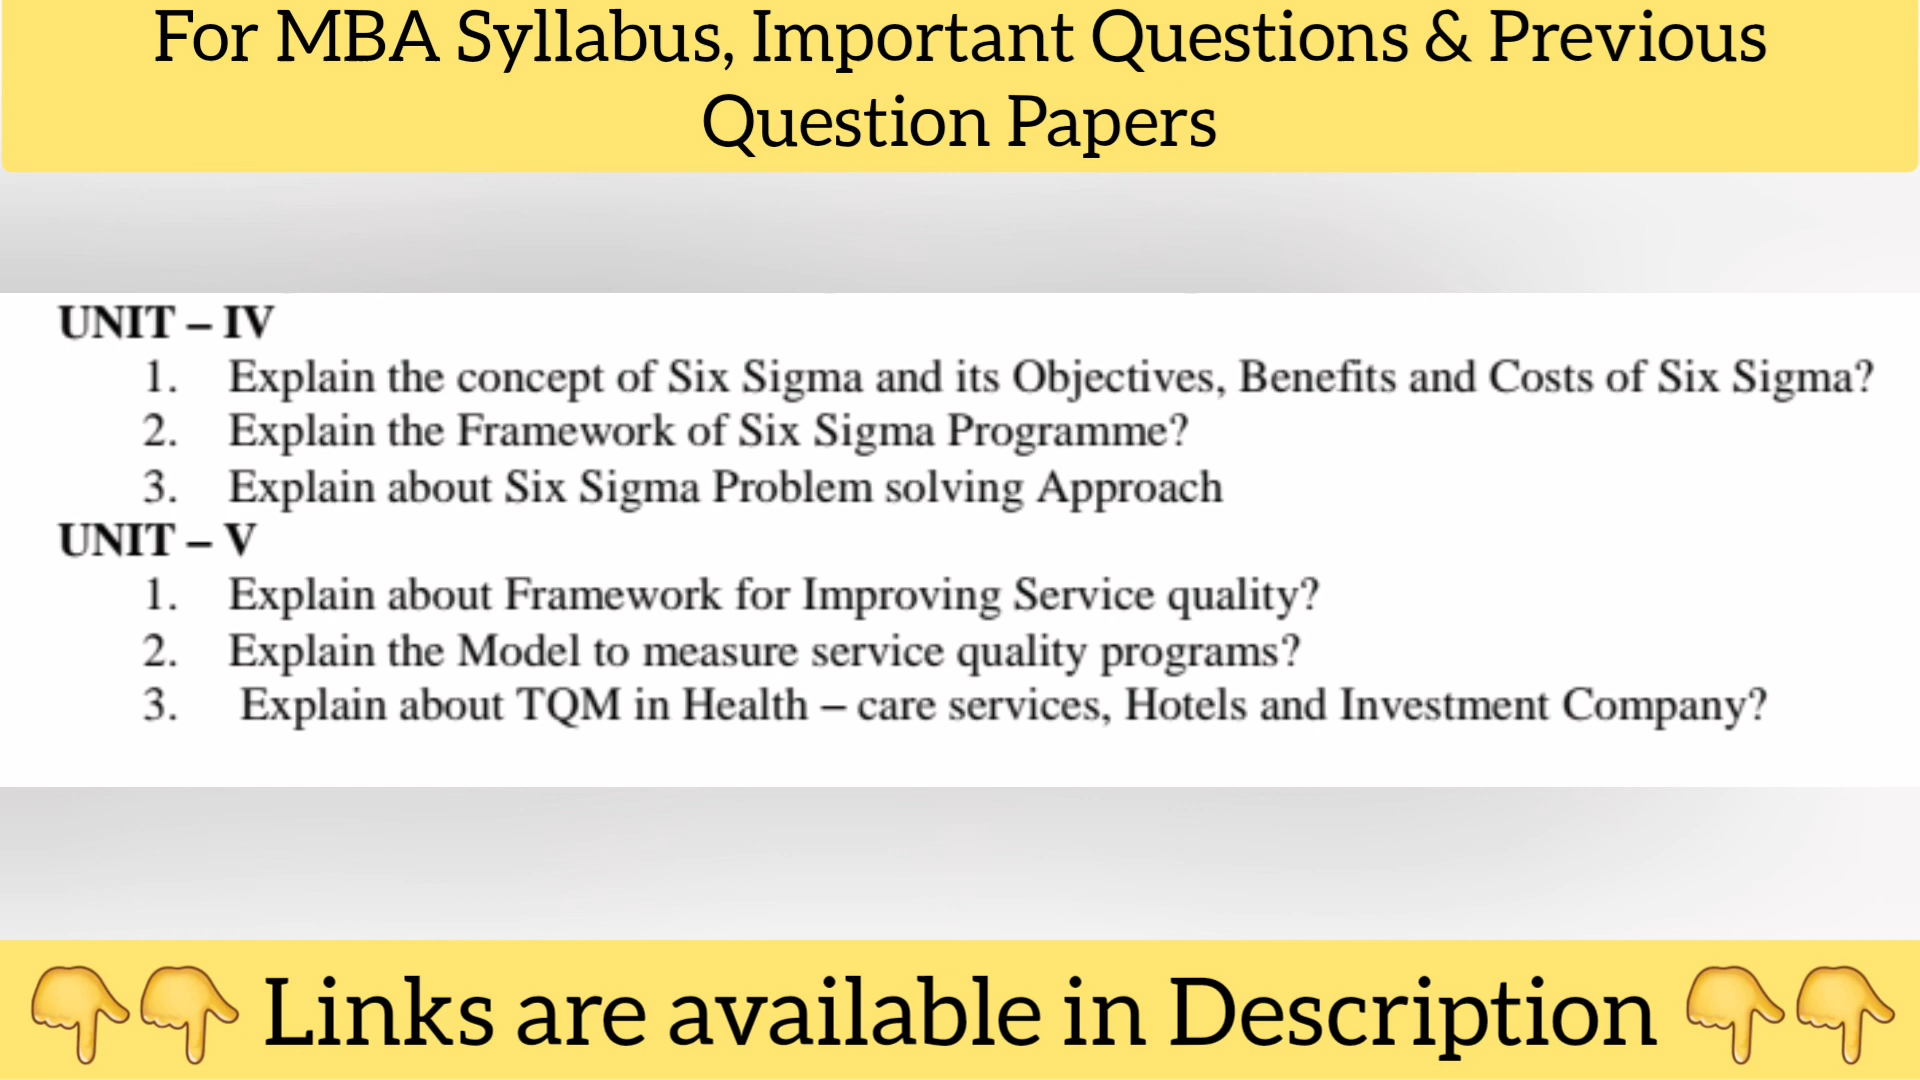 For MBA Syllabus, Important Questions & Previous
Question Papers
UNIT – IV
1. Explain the concept of Six Sigma and its Objectives, Benefits and Costs of Six Sigma?
2. Explain the Framework of Six Sigma Programme?
3. Explain about Six Sigma Problem solving Approach
UNIT – V
1. Explain about Framework for Improving Service quality?
2. Explain the Model to measure service quality programs?
3. Explain about TQM in Health – care services, Hotels and Investment Company?
👇👇 Links are available in Description 👇👇